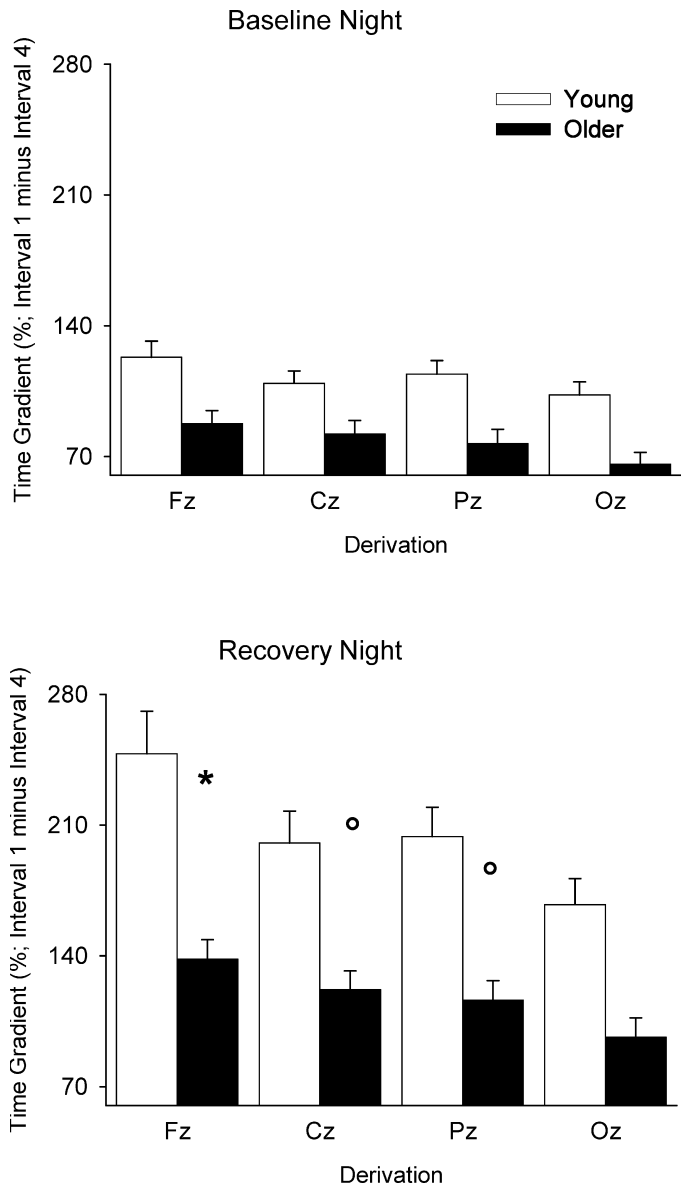 Baseline Night
Time Gradient (%; Interval 1 minus Interval 4)
280
210
140
70
Young
Older
Fz Cz Pz Oz
Derivation
Recovery Night
Time Gradient (%; Interval 1 minus Interval 4)
280
210
140
70
*
°
°
Fz Cz Pz Oz
Derivation